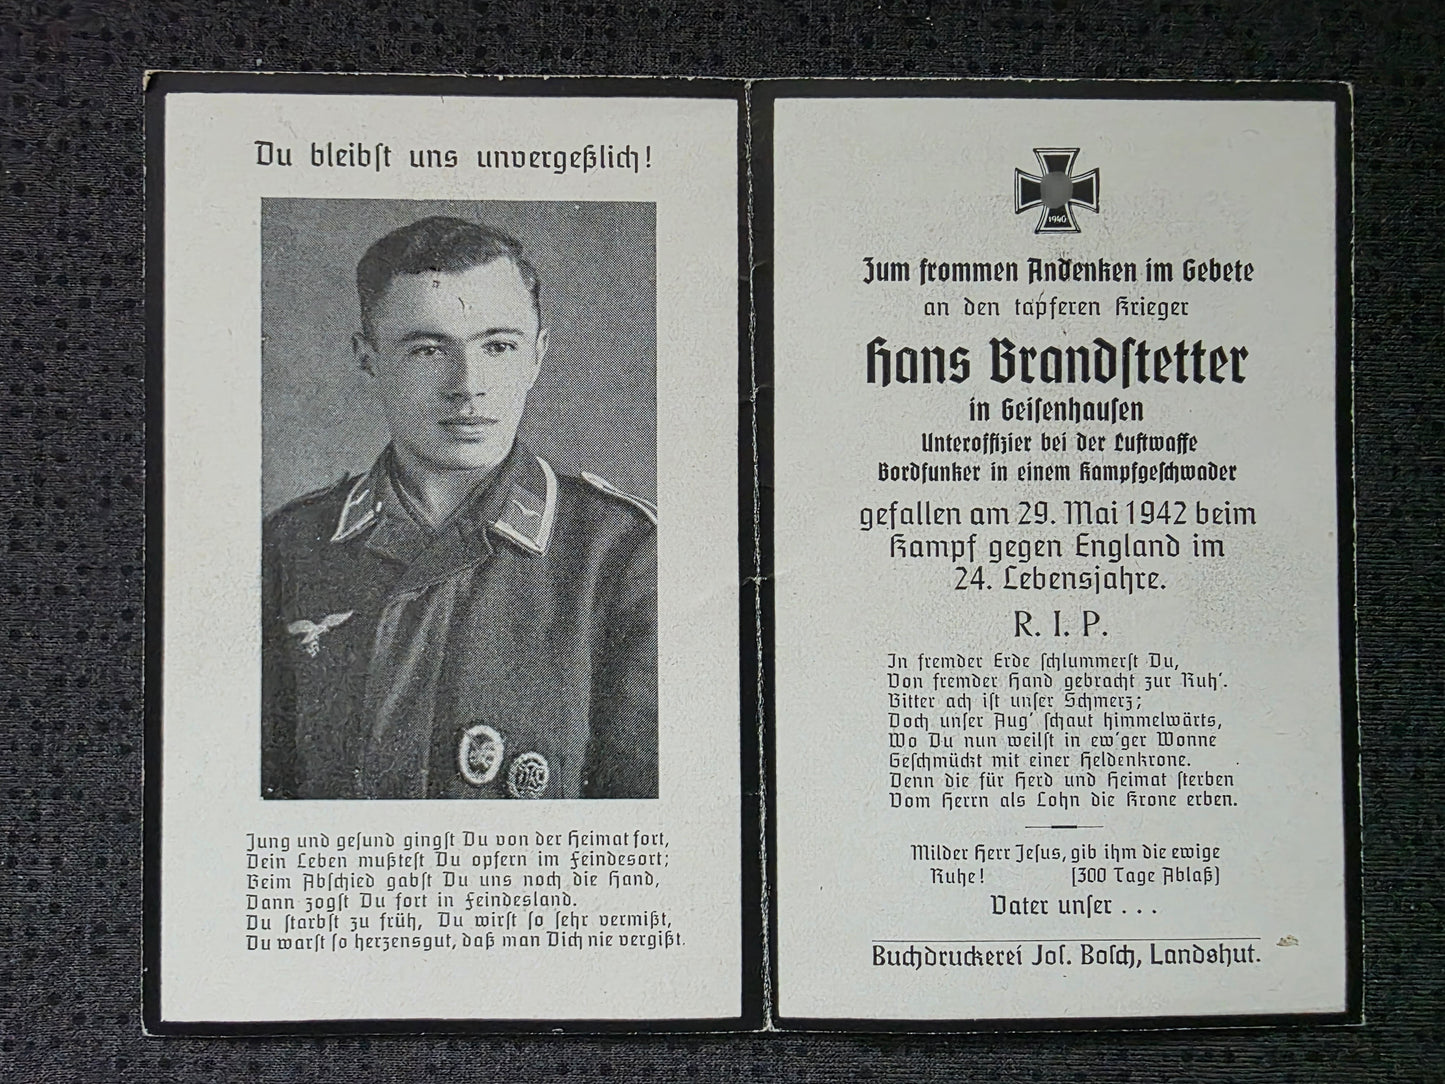 Du bleibst uns unvergeßlich!
Jung und gesund gingst Du von der Heimat fort,
Dein Leben mußtest Du opfern im Feindesort;
Beim Abschied gabst Du uns noch die Hand,
Dann zogst Du fort in Feindesland.
Du starbst zu früh, Du wirst so sehr vermißt,
Du warst so herzensgut, daß man Dich nie vergißt.
1940
Zum frommen Andenken im Gebete
an den tapferen Krieger
Hans Brandstetter
in Geisenhausen
Unteroffizier bei der Luftwaffe
Bordfunker in einem Kampfgeschwader
gefallen am 29. Mai 1942 beim
Kampf gegen England im
24. Lebensjahre.
R. I. P.
In fremder Erde schlummerst Du,
Von fremder Hand gebracht zur Ruh'.
Bitter ach ist unser Schmerz;
Doch unser Aug' schaut himmelwärts,
Wo Du nun weilst in ew'ger Wonne
Geschmückt mit einer Heldenkrone.
Denn die für Herd und Heimat sterben
Vom Herrn als Lohn die Krone erben.
Milder Herr Jesus, gib ihm die ewige
Ruhe! [300 Tage Ablaß]
Vater unser . . .
Buchdruckerei Jos. Bosch, Landshut.